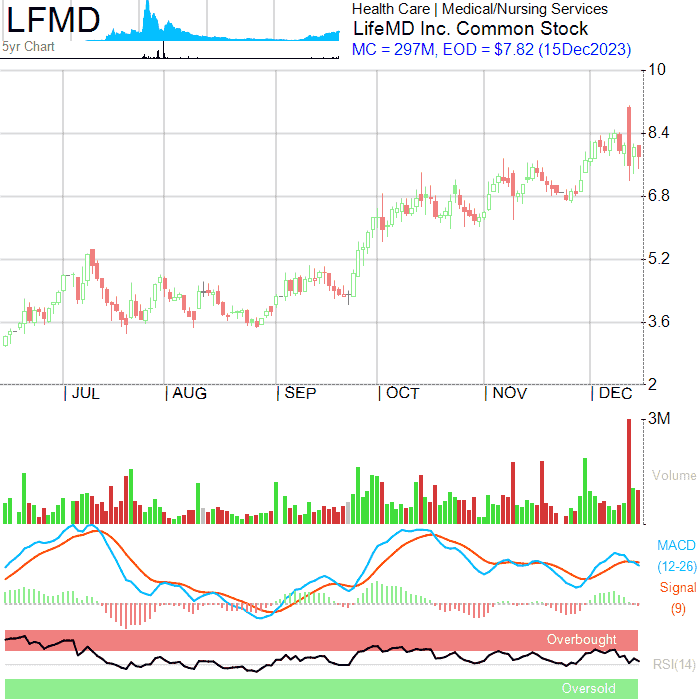 LFMD
5yr Chart
Health Care | Medical/Nursing Services
LifeMD Inc. Common Stock
MC = 297M, EOD = $7.82 (15Dec2023)
10
8.4
6.8
5.2
3.6
2
JUL AUG SEP OCT NOV DEC
3M
Volume
MACD
(12-26)
Signal
(9)
Overbought
RSI(14)
Oversold